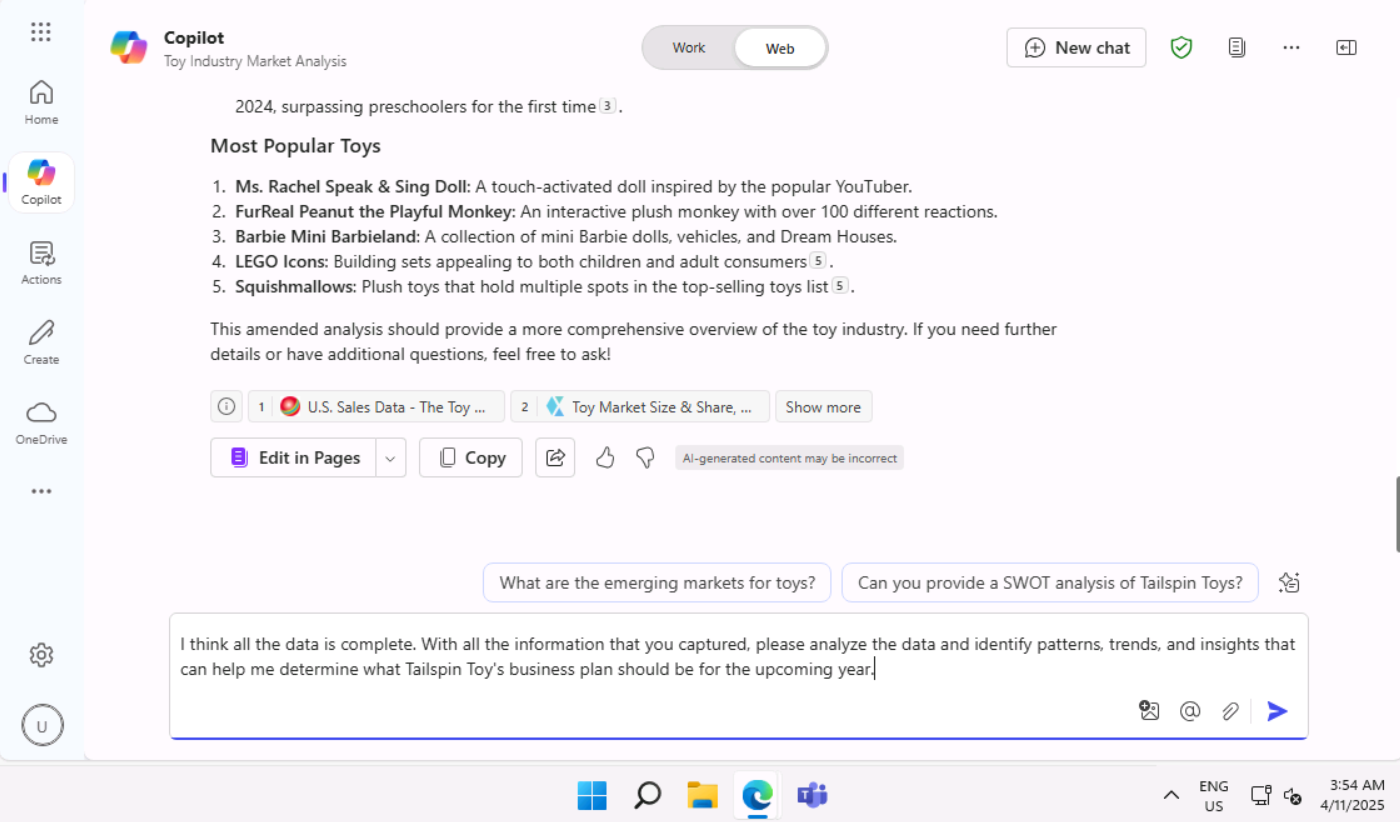 Copilot
Toy Industry Market Analysis
Work
Web
New chat
Home
Copilot
Actions
Create
OneDrive
U
2024, surpassing preschoolers for the first time 3 .
Most Popular Toys
1. Ms. Rachel Speak & Sing Doll: A touch-activated doll inspired by the popular YouTuber.
2. FurReal Peanut the Playful Monkey: An interactive plush monkey with over 100 different reactions.
3. Barbie Mini Barbieland: A collection of mini Barbie dolls, vehicles, and Dream Houses.
4. LEGO Icons: Building sets appealing to both children and adult consumers 5 .
5. Squishmallows: Plush toys that hold multiple spots in the top-selling toys list 5 .
This amended analysis should provide a more comprehensive overview of the toy industry. If you need further
details or have additional questions, feel free to ask!
1 U.S. Sales Data - The Toy ...
2 Toy Market Size & Share, ...
Show more
Edit in Pages
Copy
AI-generated content may be incorrect
What are the emerging markets for toys?
Can you provide a SWOT analysis of Tailspin Toys?
I think all the data is complete. With all the information that you captured, please analyze the data and identify patterns, trends, and insights that
can help me determine what Tailspin Toy's business plan should be for the upcoming year.
ENG
US
3:54 AM
4/11/2025